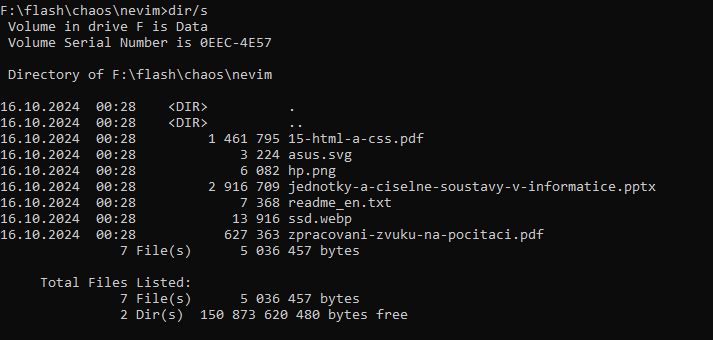 F:\flash\chaos\nevim>dir/s
 Volume in drive F is Data
 Volume Serial Number is 0EEC-4E57

 Directory of F:\flash\chaos\nevim

16.10.2024  00:28    <DIR>          .
16.10.2024  00:28    <DIR>          ..
16.10.2024  00:28         1 461 795 15-html-a-css.pdf
16.10.2024  00:28             3 224 asus.svg
16.10.2024  00:28             6 082 hp.png
16.10.2024  00:28         2 916 709 jednotky-a-ciselne-soustavy-v-informatice.pptx
16.10.2024  00:28             7 368 readme_en.txt
16.10.2024  00:28            13 916 ssd.webp
16.10.2024  00:28           627 363 zpracovani-zvuku-na-pocitaci.pdf
               7 File(s)      5 036 457 bytes

     Total Files Listed:
               7 File(s)      5 036 457 bytes
               2 Dir(s)  150 873 620 480 bytes free